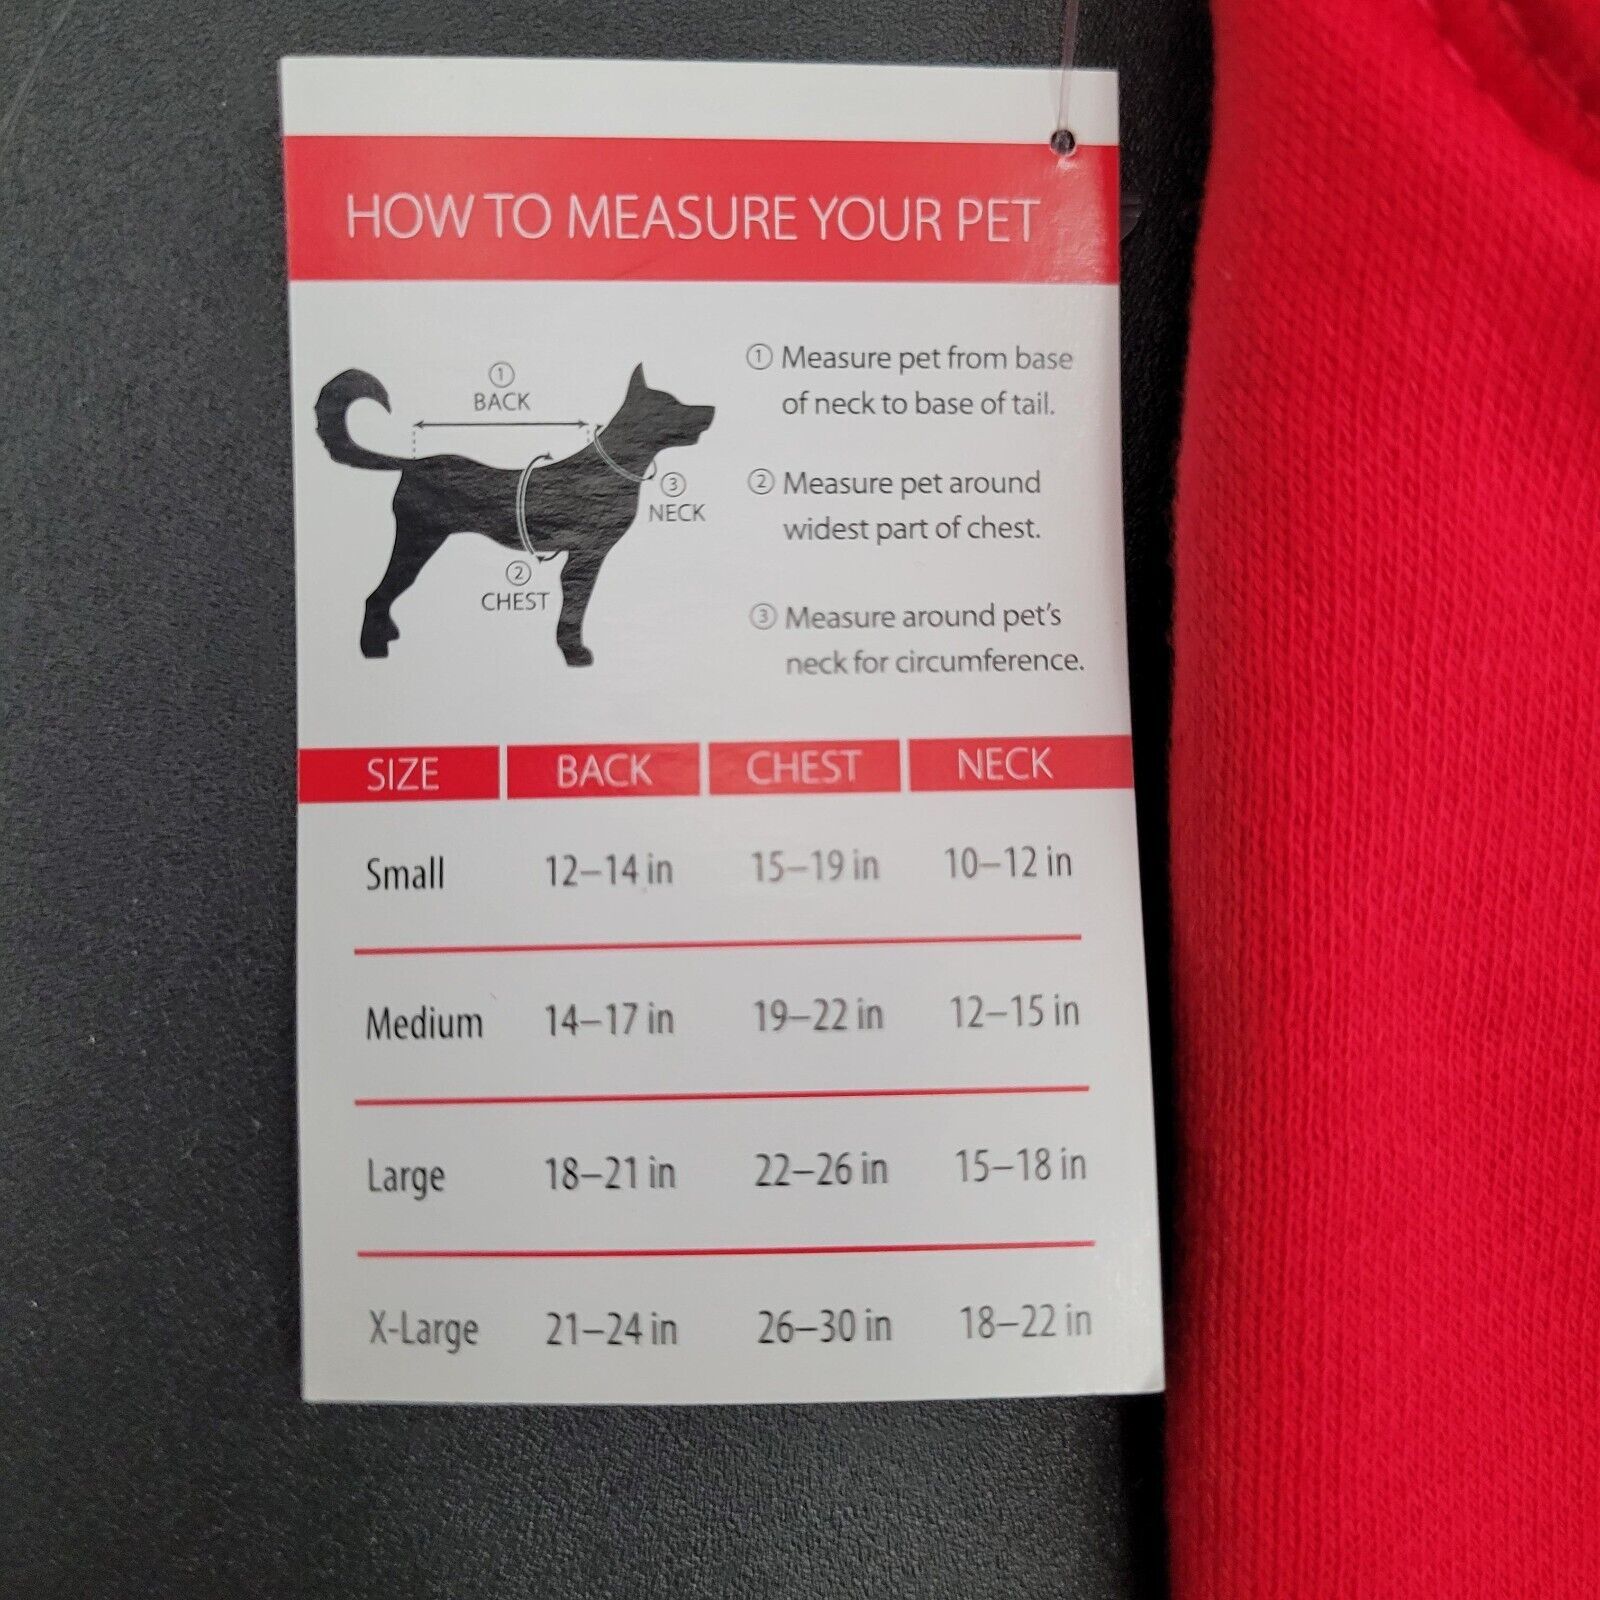 HOW TO MEASURE YOUR PET
① BACK
② CHEST
③ NECK
① Measure pet from base
of neck to base of tail.
② Measure pet around
widest part of chest.
③ Measure around pet's
neck for circumference.
SIZE BACK CHEST NECK
Small 12–14 in 15–19 in 10–12 in
Medium 14–17 in 19–22 in 12–15 in
Large 18–21 in 22–26 in 15–18 in
X-Large 21–24 in 26–30 in 18–22 in